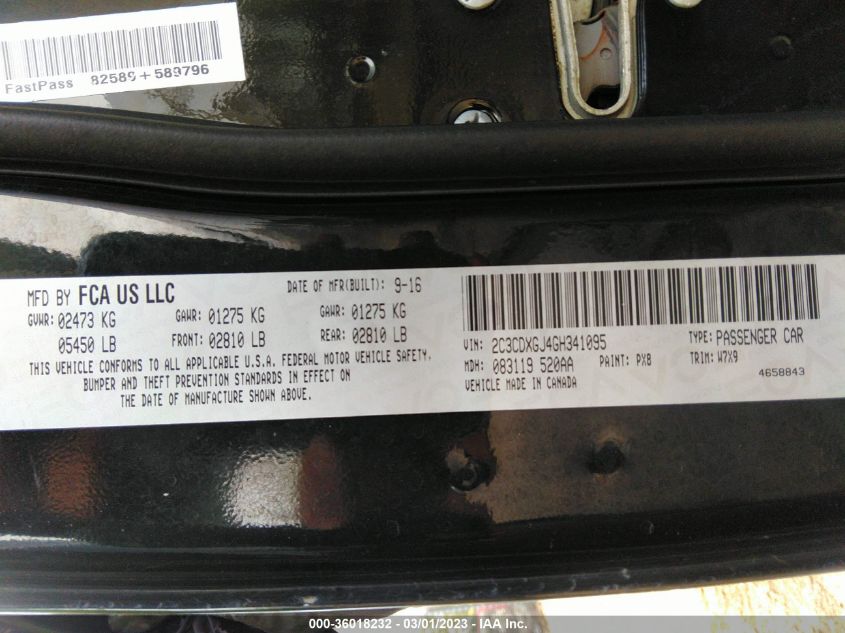 FastPass 82589+589796
MFD BY FCA US LLC
DATE OF MFR(BUILT): 9-16
GVWR: 02473 KG
GAWR: 01275 KG
GAWR: 01275 KG
05450 LB
FRONT: 02810 LB
REAR: 02810 LB
THIS VEHICLE CONFORMS TO ALL APPLICABLE U.S.A. FEDERAL MOTOR VEHICLE SAFETY,
BUMPER AND THEFT PREVENTION STANDARDS IN EFFECT ON
THE DATE OF MANUFACTURE SHOWN ABOVE.
VIN: 2C3CDXGJ4GH341095
TYPE: PASSENGER CAR
MDH: 083119 520AA
PAINT: PX8
TRIM: W7X9
VEHICLE MADE IN CANADA
4658843
000-36018232 - 03/01/2023 - © Copyright 2023, IAA, Inc.